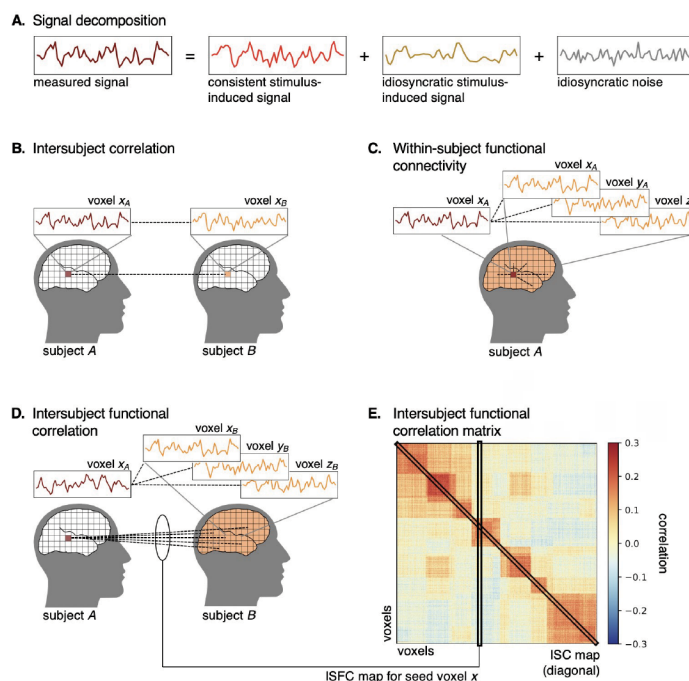 A. Signal decomposition
=
+
+
measured signal
consistent stimulus-
induced signal
idiosyncratic stimulus-
induced signal
idiosyncratic noise
B. Intersubject correlation
voxel xA
voxel xB
subject A
subject B
C. Within-subject functional
connectivity
voxel xA
voxel xA
voxel yA
voxel z
subject A
D. Intersubject functional
correlation
voxel xA
voxel xB
voxel yB
voxel zB
subject A
subject B
E. Intersubject functional
correlation matrix
0.3
0.2
0.1
0.0
−0.1
−0.2
−0.3
correlation
voxels
voxels
ISC map
(diagonal)
ISFC map for seed voxel x